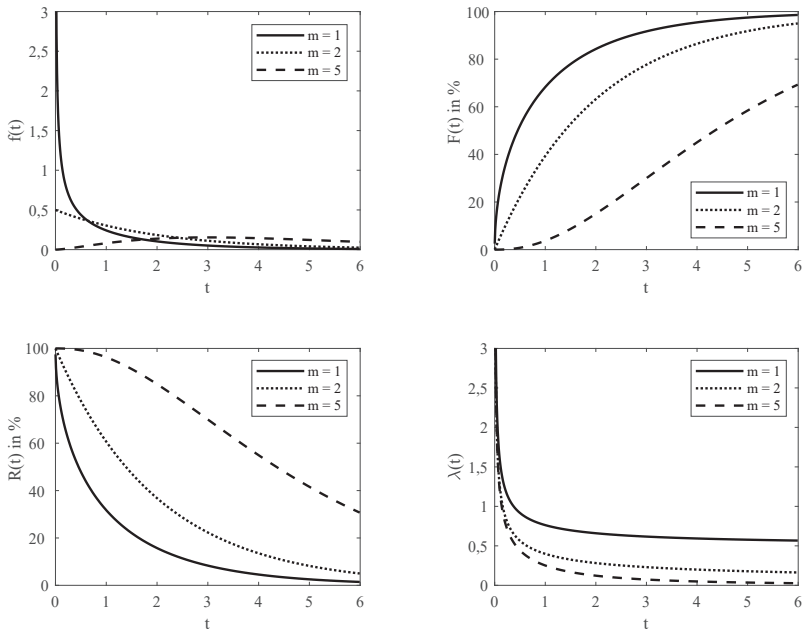 3
2,5
2
1,5
1
0,5
0
f(t)
0 1 2 3 4 5 6
t
m = 1
m = 2
m = 5
100
80
60
40
20
0
F(t) in %
0 1 2 3 4 5 6
t
m = 1
m = 2
m = 5
100
80
60
40
20
0
R(t) in %
0 1 2 3 4 5 6
t
m = 1
m = 2
m = 5
3
2,5
2
1,5
1
0,5
0
λ(t)
0 1 2 3 4 5 6
t
m = 1
m = 2
m = 5